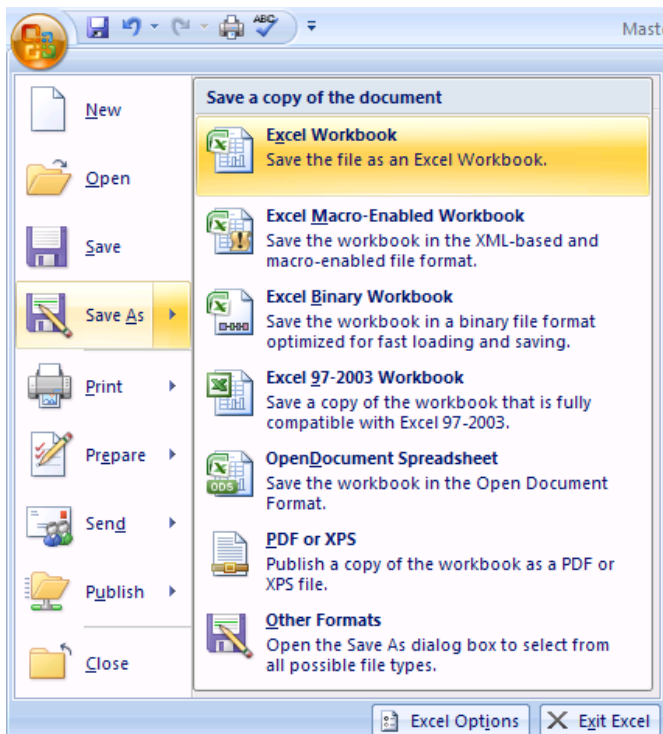 ABC
Maste
New
Open
Save
Save As
Print
Prepare
Send
Publish
Close
Save a copy of the document
Excel Workbook
Save the file as an Excel Workbook.
Excel Macro-Enabled Workbook
Save the workbook in the XML-based and
macro-enabled file format.
Excel Binary Workbook
Save the workbook in a binary file format
optimized for fast loading and saving.
Excel 97-2003 Workbook
Save a copy of the workbook that is fully
compatible with Excel 97-2003.
OpenDocument Spreadsheet
ODS
Save the workbook in the Open Document
Format.
PDF or XPS
Publish a copy of the workbook as a PDF or
XPS file.
Other Formats
Open the Save As dialog box to select from
all possible file types.
Excel Options
Exit Excel